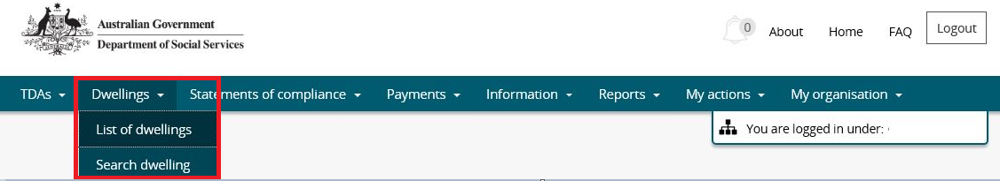 Australian Government
Department of Social Services
0 About Home FAQ Logout
TDAs Dwellings Statements of compliance Payments Information Reports My actions My organisation
List of dwellings
Search dwelling
You are logged in under: